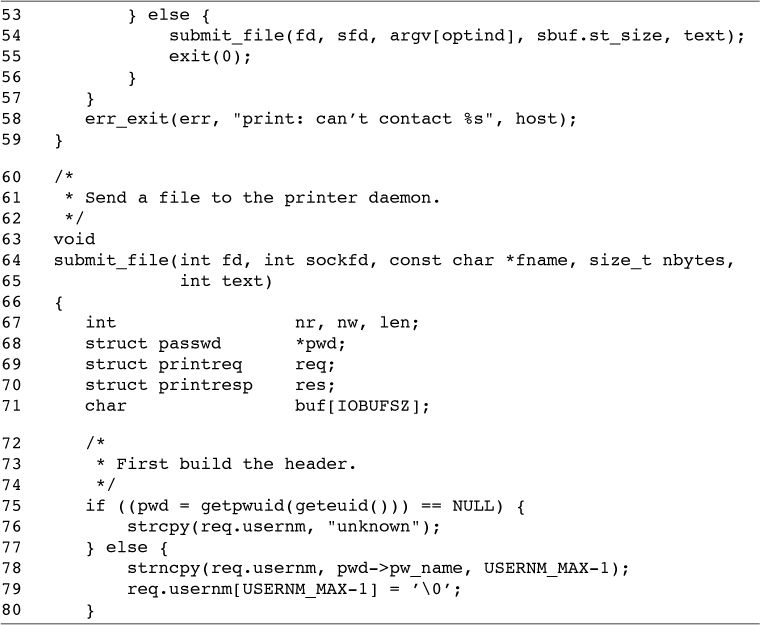 53           } else {
54               submit_file(fd, sfd, argv[optind], sbuf.st_size, text);
55               exit(0);
56           }
57       }
58       err_exit(err, "print: can’t contact %s", host);
59   }
60   /*
61    * Send a file to the printer daemon.
62    */
63   void
64   submit_file(int fd, int sockfd, const char *fname, size_t nbytes,
65               int text)
66   {
67      int                 nr, nw, len;
68      struct passwd       *pwd;
69      struct printreq     req;
70      struct printresp    res;
71      char                buf[IOBUFSZ];
72      /*
73       * First build the header.
74       */
75      if ((pwd = getpwuid(geteuid())) == NULL) {
76          strcpy(req.usernm, "unknown");
77      } else {
78          strncpy(req.usernm, pwd->pw_name, USERNM_MAX-1);
79          req.usernm[USERNM_MAX-1] = ’\0’;
80      }